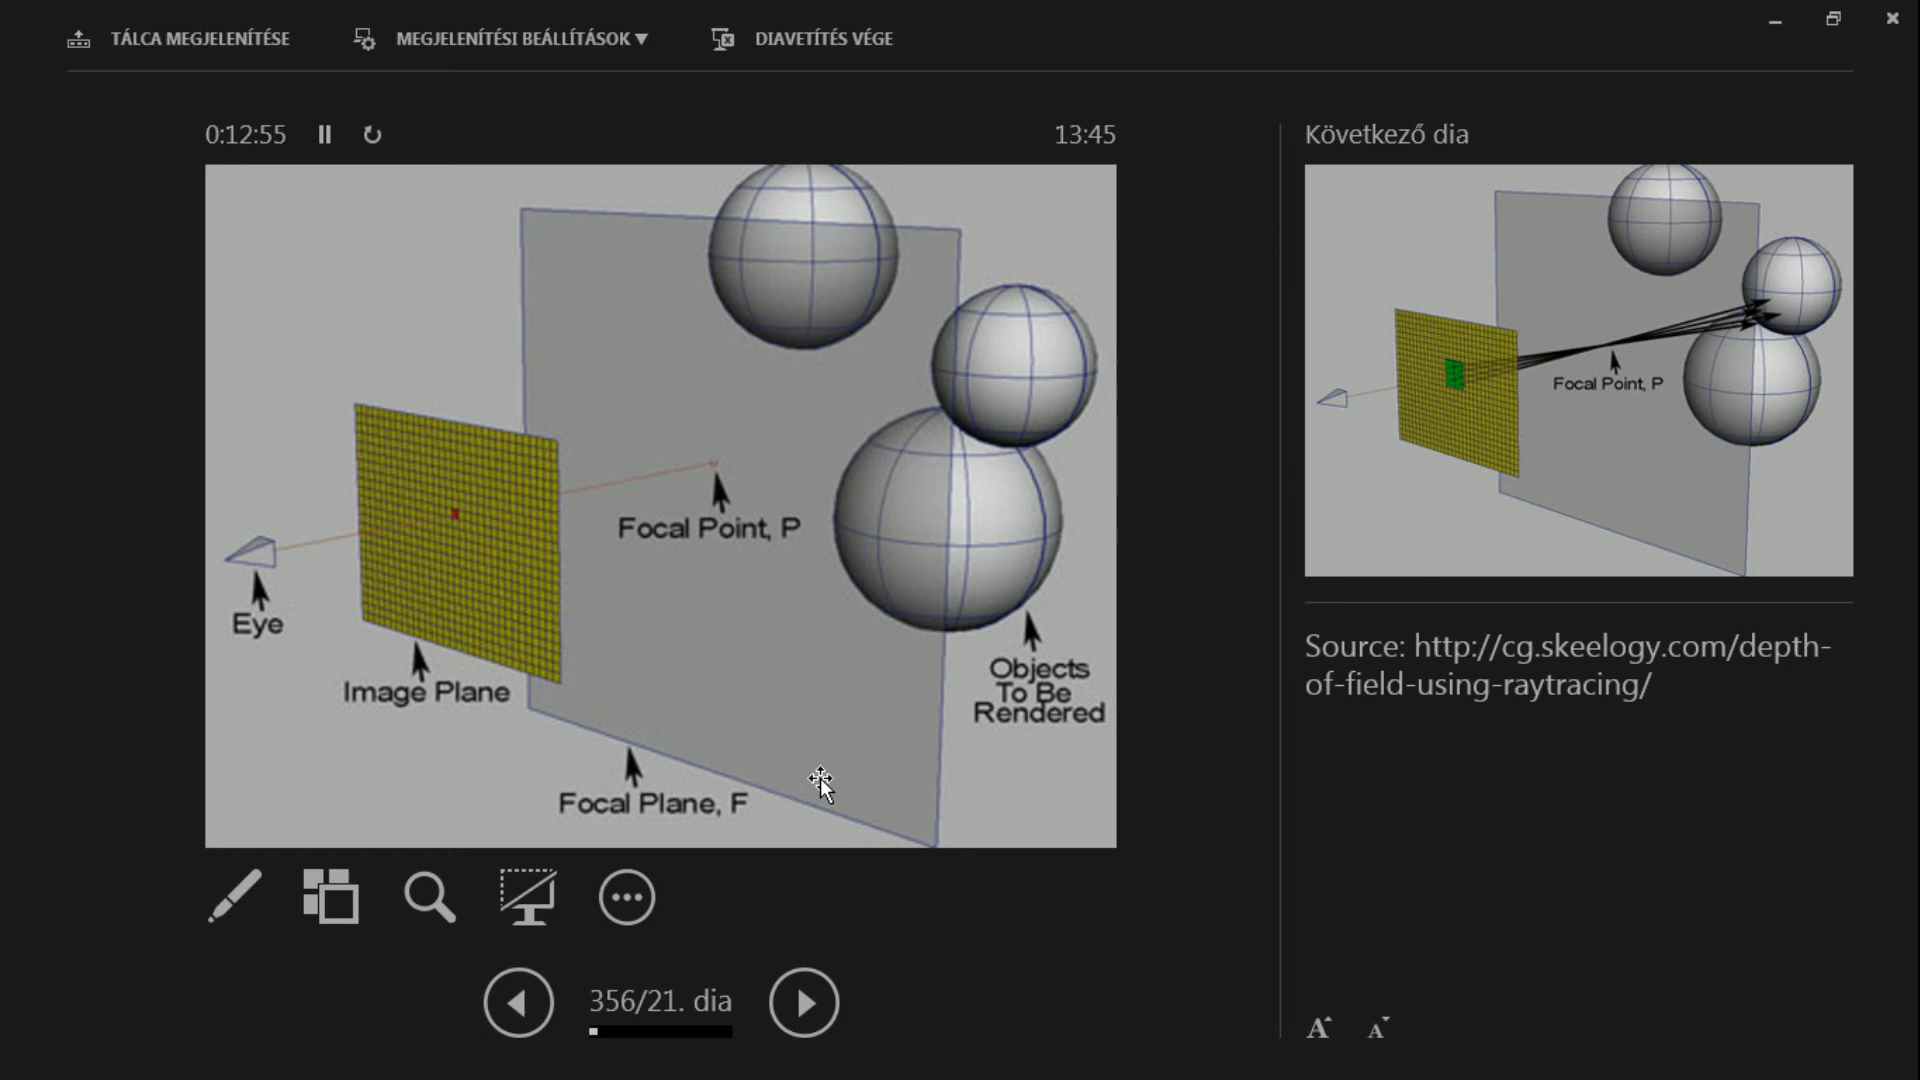 TÁLCA MEGJELENÍTÉSE
MEGJELENÍTÉSI BEÁLLÍTÁSOK
DIAVETÍTÉS VÉGE
0:12:55
13:45
Eye
Image Plane
Focal Point, P
Focal Plane, F
Objects
To Be
Rendered
356/21. dia
Következő dia
Focal Point, P
Source: http://cg.skeelogy.com/depth-
of-field-using-raytracing/
A
A